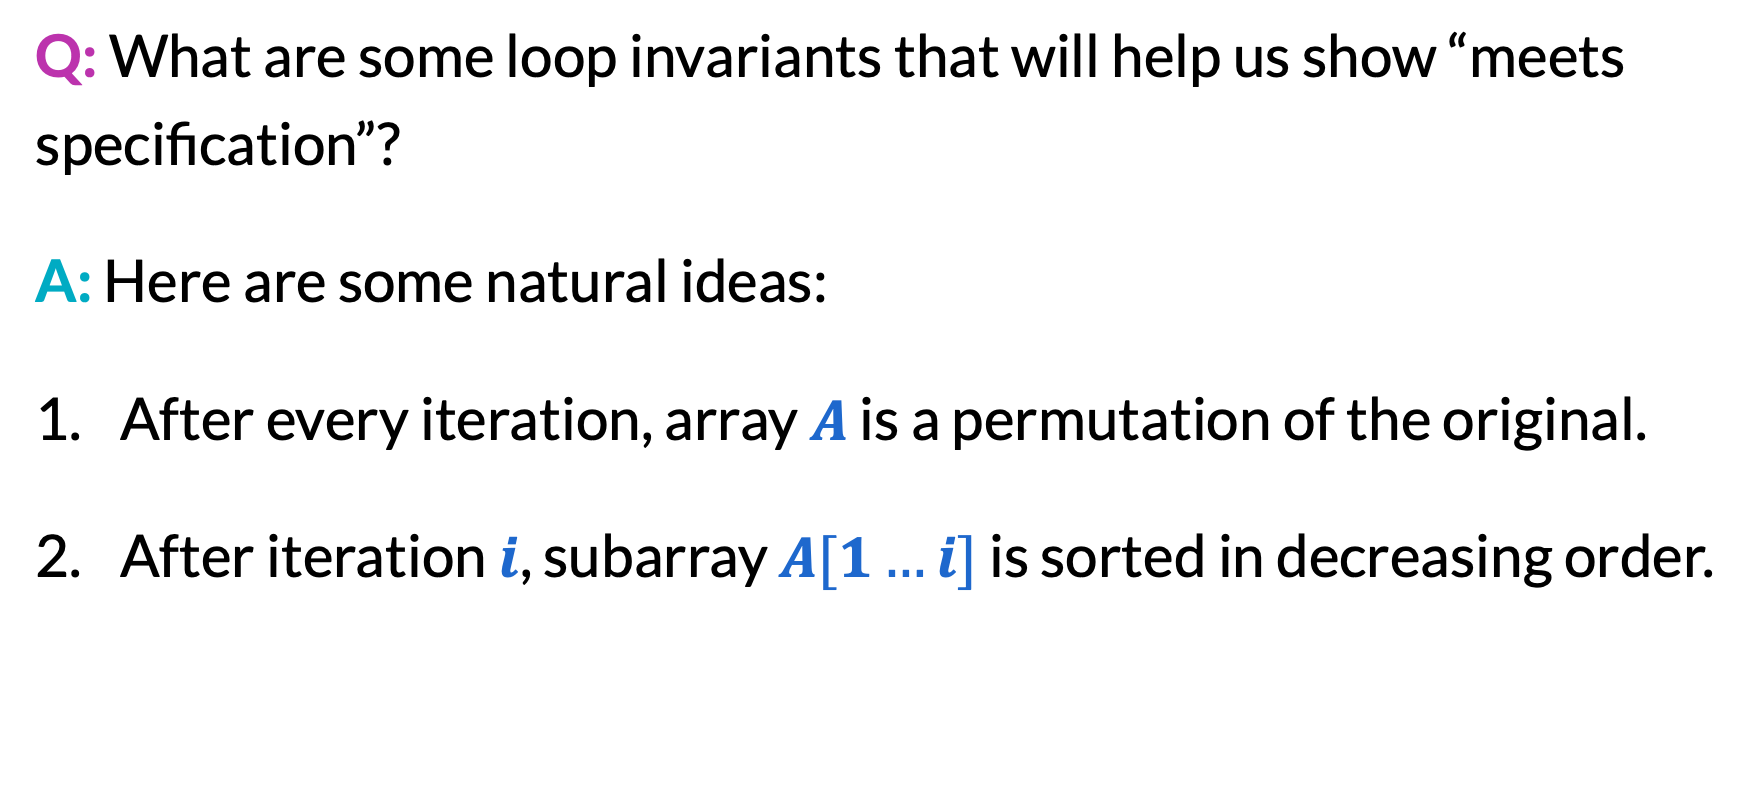 Q: What are some loop invariants that will help us show “meets
specification”?
A: Here are some natural ideas:
1. After every iteration, array A is a permutation of the original.
2. After iteration i, subarray A[1 … i] is sorted in decreasing order.